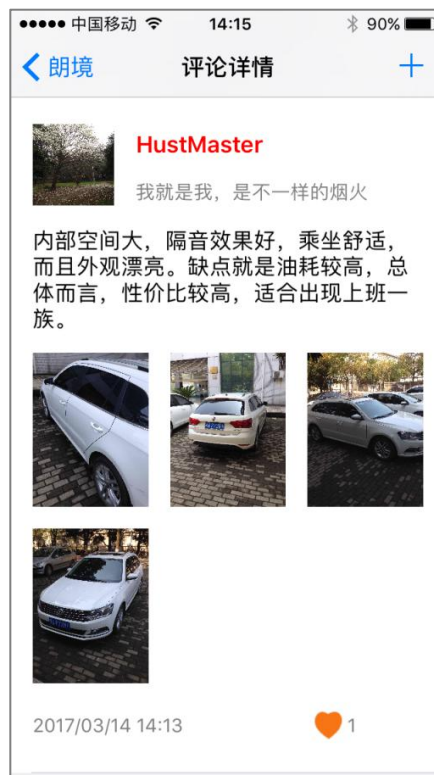 中国移动 14:15 90%
朗境 评论详情
HustMaster
我就是我，是不一样的烟火
内部空间大，隔音效果好，乘坐舒适，
而且外观漂亮。缺点就是油耗较高，总
体而言，性价比较高，适合出现上班一
族。
2017/03/14 14:13 1